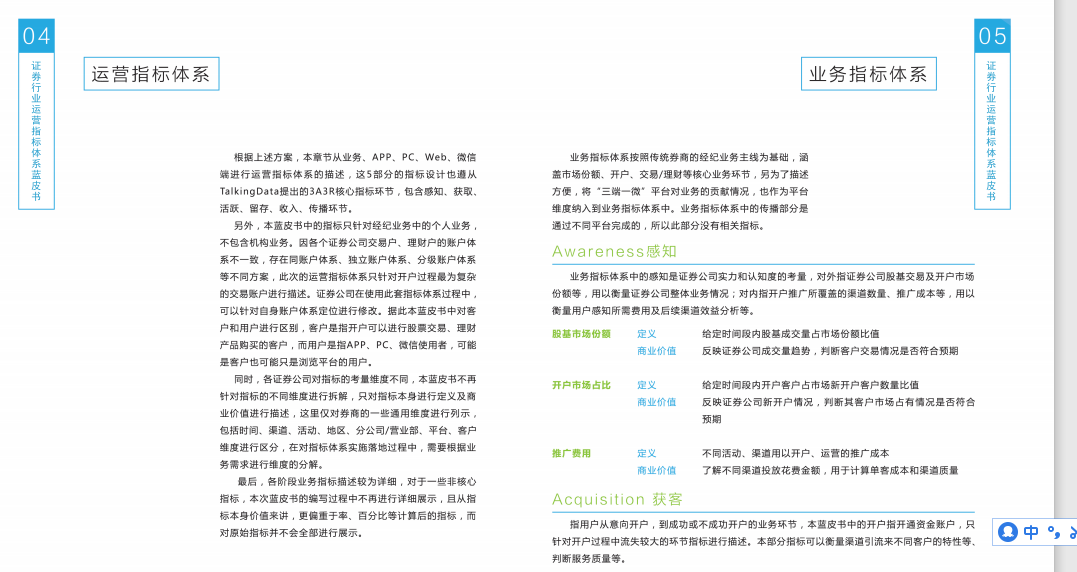 04
证券行业运营指标体系蓝皮书
运营指标体系
根据上述方案，本章节从业务、APP、PC、Web、微信
端进行运营指标体系的描述，这5部分的指标设计也遵从
TalkingData提出的3A3R核心指标环节，包含感知、获取、
活跃、留存、收入、传播环节。
另外，本蓝皮书中的指标只针对经纪业务中的个人业务，
不包含机构业务。因各个证券公司交易户、理财户的账户体
系不一致，存在同账户体系、独立账户体系、分级账户体系
等不同方案，此次的运营指标体系只针对开户过程最为复杂
的交易账户进行描述。证券公司在使用此套指标体系过程中，
可以针对自身账户体系定位进行修改。据此本蓝皮书中对客
户和用户进行区别，客户是指开户可以进行股票交易、理财
产品购买的客户，而用户是指APP、PC、微信使用者，可能
是客户也可能只是浏览平台的用户。
同时，各证券公司对指标的考量维度不同，本蓝皮书不再
针对指标的不同维度进行拆解，只对指标本身进行定义及商
业价值进行描述，这里仅对券商的一些通用维度进行列示，
包括时间、渠道、活动、地区、分公司/营业部、平台、客户
维度进行区分，在对指标体系实施落地过程中，需要根据业
务需求进行维度的分解。
最后，各阶段业务指标描述较为详细，对于一些非核心
指标，本次蓝皮书的编写过程中不再进行详细展示，且从指
标本身价值来讲，更偏重于率、百分比等计算后的指标，而
对原始指标并不会全部进行展示。
05
证券行业运营指标体系蓝皮书
业务指标体系
业务指标体系按照传统券商的经纪业务主线为基础，涵
盖市场份额、开户、交易/理财等核心业务环节，另为了描述
方便，将“三端一微”平台对业务的贡献情况，也作为平台
维度纳入到业务指标体系中。业务指标体系中的传播部分是
通过不同平台完成的，所以此部分没有相关指标。
Awareness感知
业务指标体系中的感知是证券公司实力和认知度的考量，对外指证券公司股基交易及开户市场
份额等，用以衡量证券公司整体业务情况；对内指开户推广所覆盖的渠道数量、推广成本等，用以
衡量用户感知所需费用及后续渠道效益分析等。
股基市场份额 定义 给定时间段内股基成交量占市场份额比值
商业价值 反映证券公司成交量趋势，判断客户交易情况是否符合预期
开户市场占比 定义 给定时间段内开户客户占市场新开户客户数量比值
商业价值 反映证券公司新开户情况，判断其客户市场占有情况是否符合
预期
推广费用 定义 不同活动、渠道用以开户、运营的推广成本
商业价值 了解不同渠道投放花费金额，用于计算单客成本和渠道质量
Acquisition 获客
指用户从意向开户，到成功或不成功开户的业务环节，本蓝皮书中的开户指开通资金账户，只
针对开户过程中流失较大的环节指标进行描述。本部分指标可以衡量渠道引流来不同客户的特性等、
判断服务质量等。
中